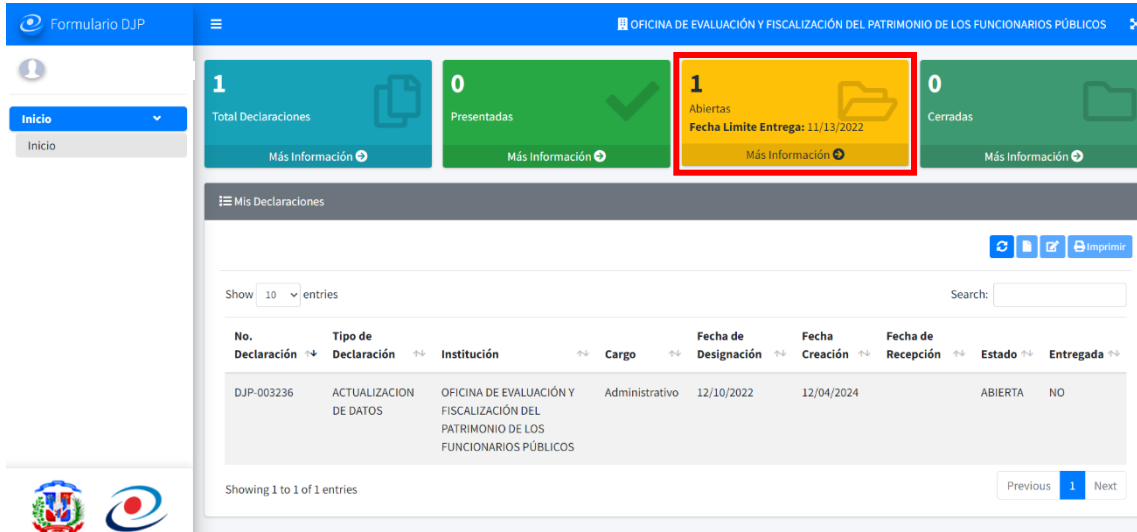 Formulario DJP
OFICINA DE EVALUACIÓN Y FISCALIZACIÓN DEL PATRIMONIO DE LOS FUNCIONARIOS PÚBLICOS
Inicio
Inicio
1
Total Declaraciones
Más Información
0
Presentadas
Más Información
1
Abiertas
Fecha Limite Entrega: 11/13/2022
Más Información
0
Cerradas
Más Información
Mis Declaraciones
Imprimir
Show 10 entries
Search:
No. Declaración
Tipo de Declaración
Institución
Cargo
Fecha de Designación
Fecha Creación
Fecha de Recepción
Estado
Entregada
DJP-003236
ACTUALIZACION
DE DATOS
OFICINA DE EVALUACIÓN Y
FISCALIZACIÓN DEL
PATRIMONIO DE LOS
FUNCIONARIOS PÚBLICOS
Administrativo
12/10/2022
12/04/2024
ABIERTA
NO
Showing 1 to 1 of 1 entries
Previous 1 Next